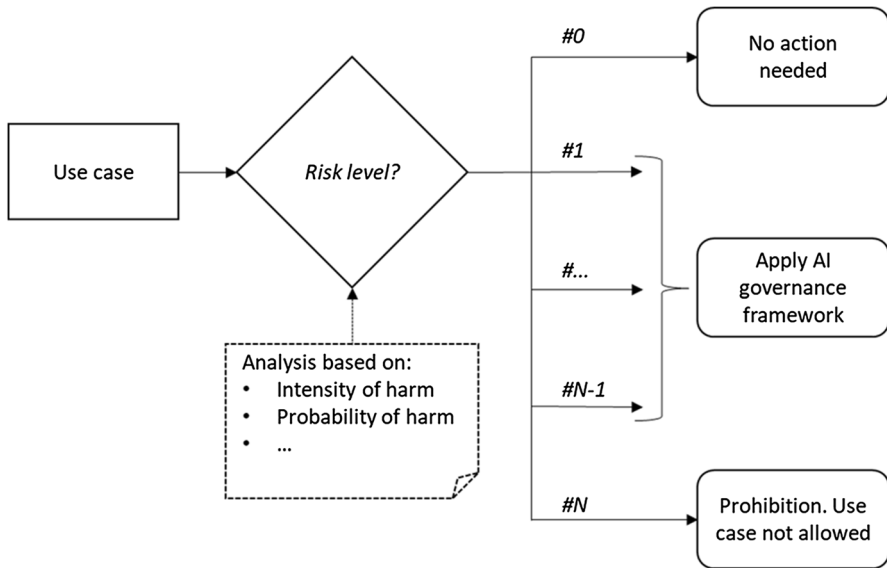 Use case
Risk level?
Analysis based on:
• Intensity of harm
• Probability of harm
• ...
#0
No action
needed
#1
#...
#N-1
Apply AI
governance
framework
#N
Prohibition. Use
case not allowed